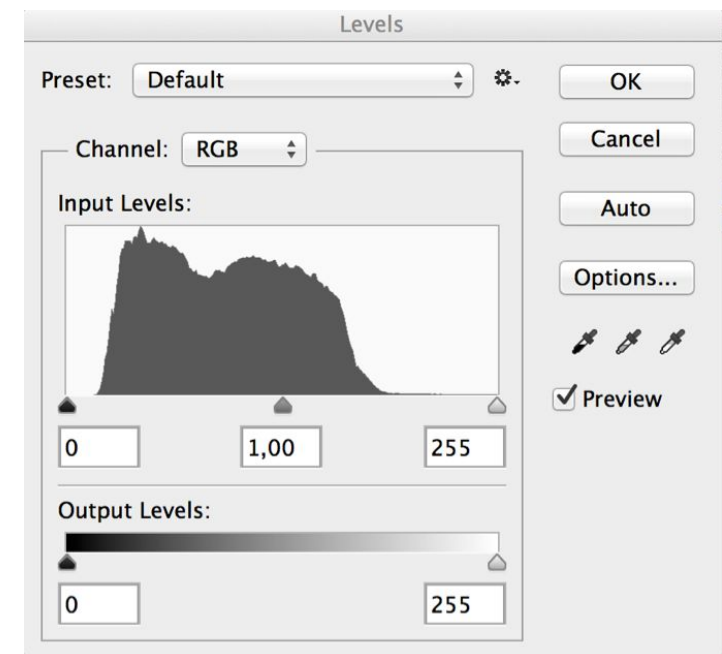 Levels
Preset: Default
OK
Channel: RGB
Cancel
Input Levels:
Auto
Options...
Preview
0 1,00 255
Output Levels:
0 255